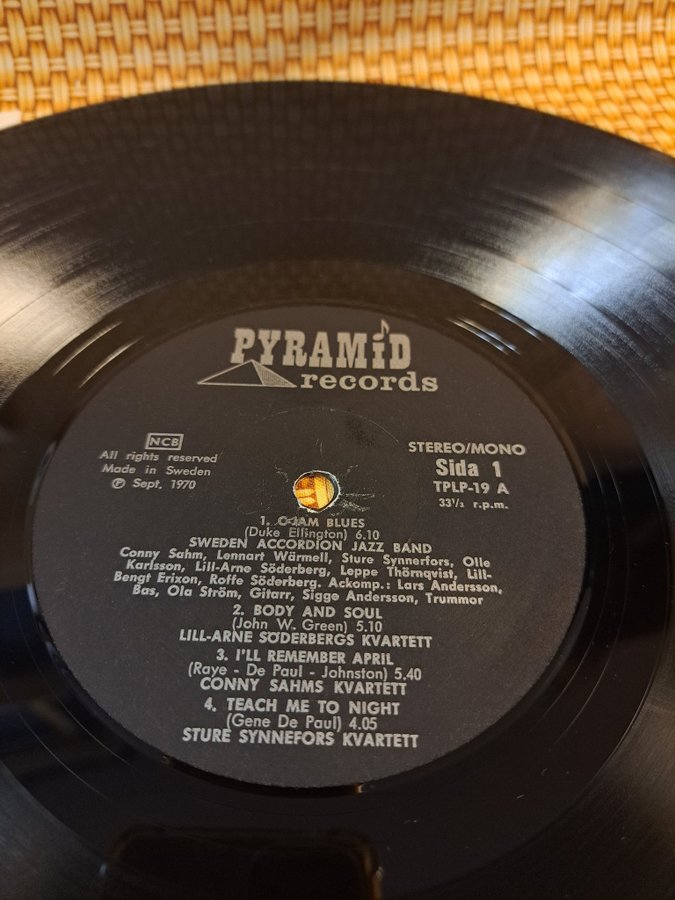 PYRAMiD
records
NCB
All rights reserved
Made in Sweden
℗ Sept. 1970
STEREO/MONO
Sida 1
TPLP-19 A
33⅓ r.p.m.
1. C-JAM BLUES
(Duke Ellington) 6.10
SWEDEN ACCORDION JAZZ BAND
Conny Sahm, Lennart Wärmell, Sture Synnerfors, Olle
Karlsson, Lill-Arne Söderberg, Leppe Thörnqvist, Lill-
Bengt Erixon, Roffe Söderberg. Ackomp.: Lars Andersson,
Bas, Ola Ström, Gitarr, Sigge Andersson, Trummor
2. BODY AND SOUL
(John W. Green) 5.10
LILL-ARNE SÖDERBERGS KVARTETT
3. I'LL REMEMBER APRIL
(Raye - De Paul - Johnston) 5.40
CONNY SAHMS KVARTETT
4. TEACH ME TO NIGHT
(Gene De Paul) 4.05
STURE SYNNEFORS KVARTETT